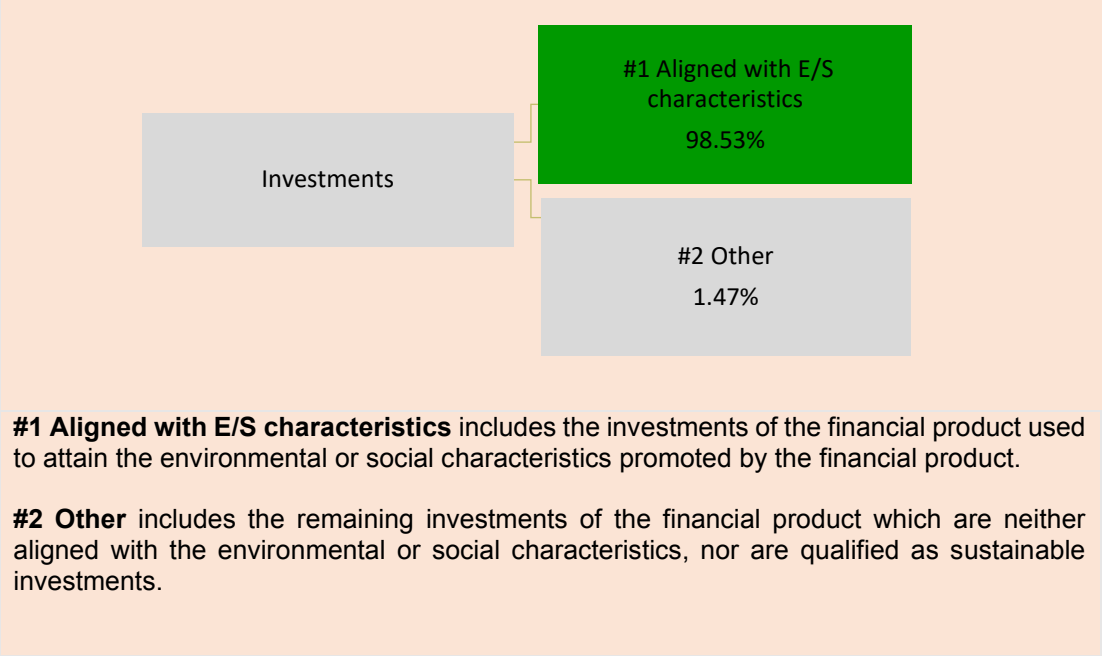 #1 Aligned with E/S
characteristics
98.53%
Investments
#2 Other
1.47%
#1 Aligned with E/S characteristics includes the investments of the financial product used
to attain the environmental or social characteristics promoted by the financial product.
#2 Other includes the remaining investments of the financial product which are neither
aligned with the environmental or social characteristics, nor are qualified as sustainable
investments.